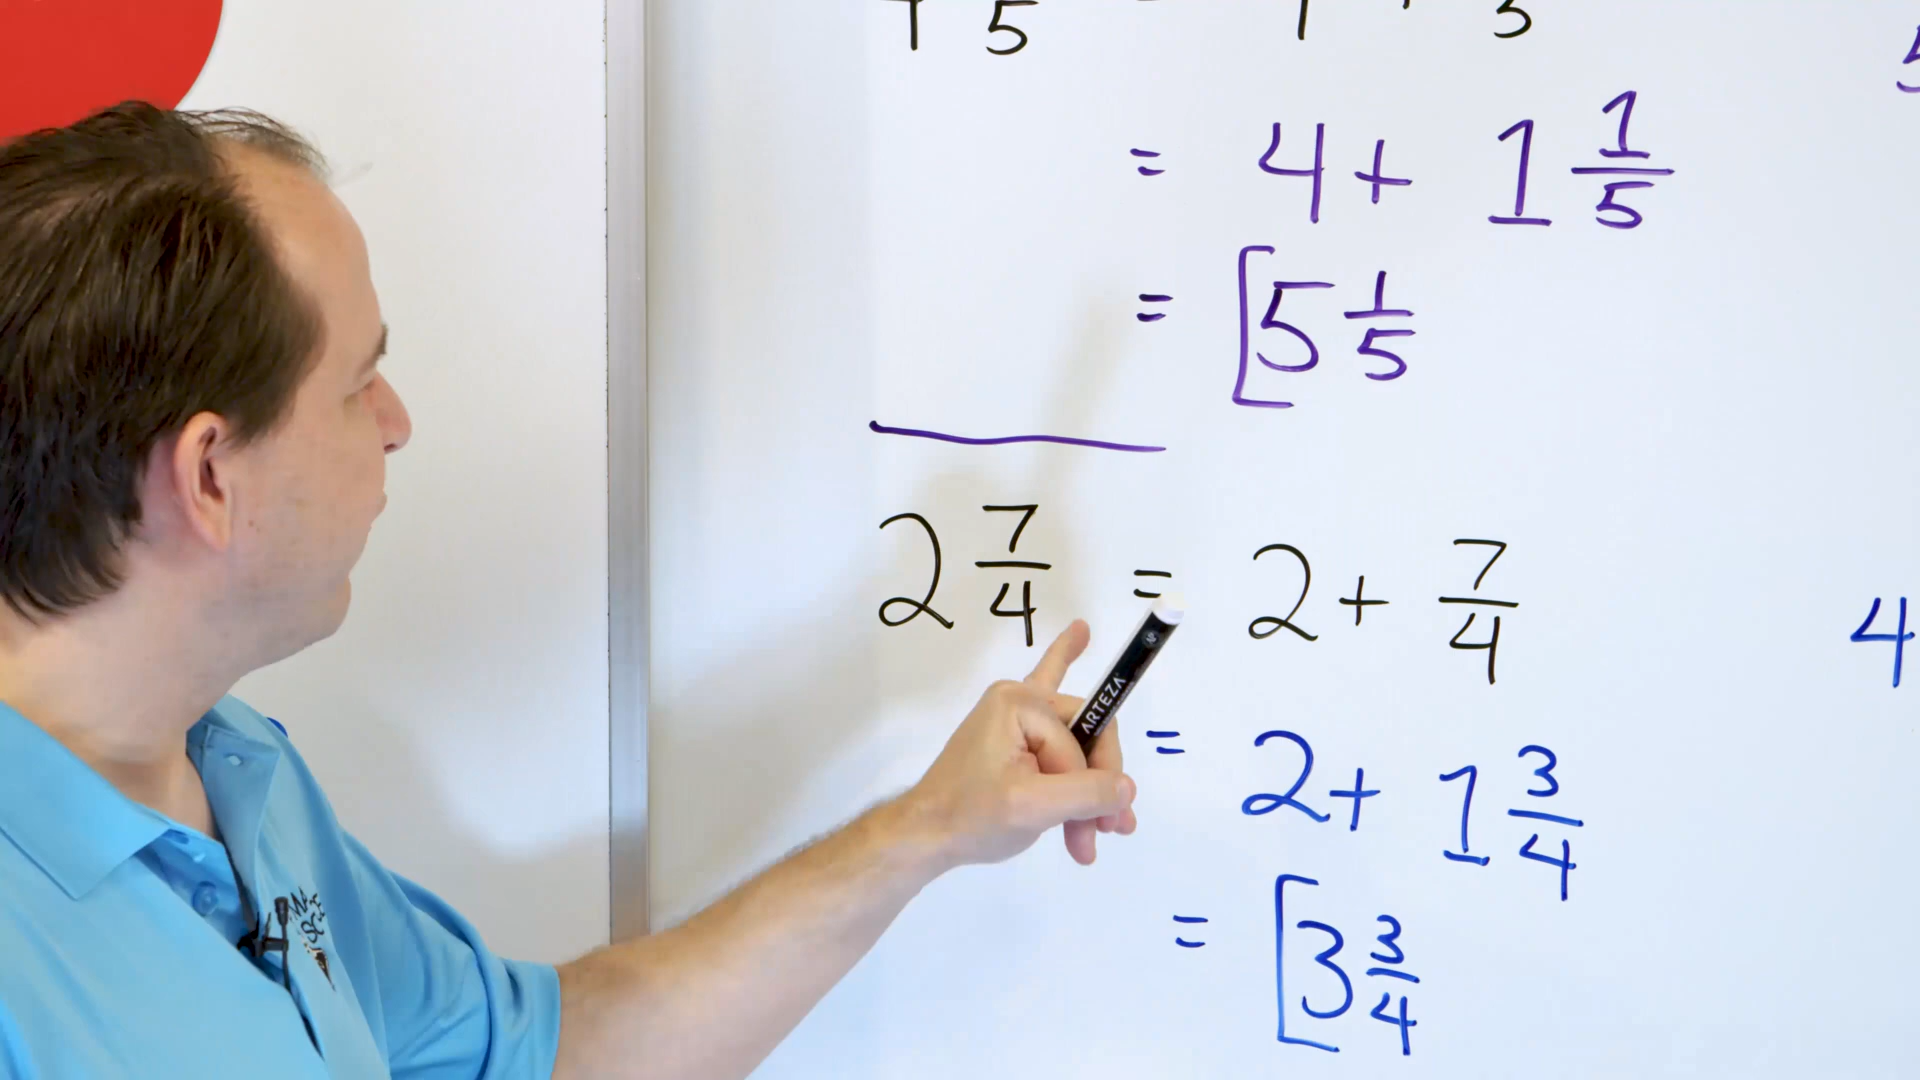 5
= 4 + 1 1/5
= [5 1/5
2 7/4 = 2 + 7/4
= 2 + 1 3/4
= [3 3/4
4
ARTEZA